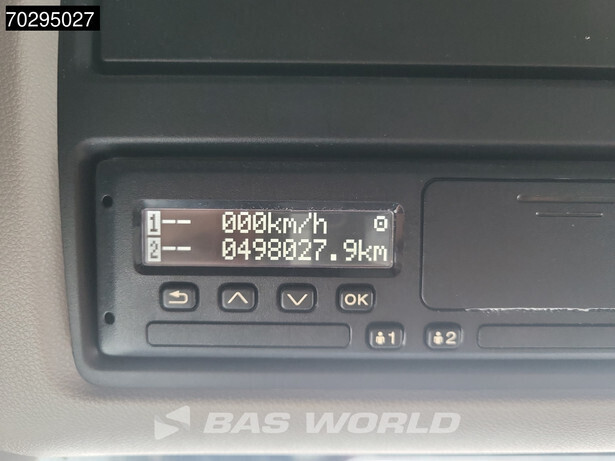 70295027
1-- 000km/h
2-- 0498027.9km
OK
1 2
BAS WORLD